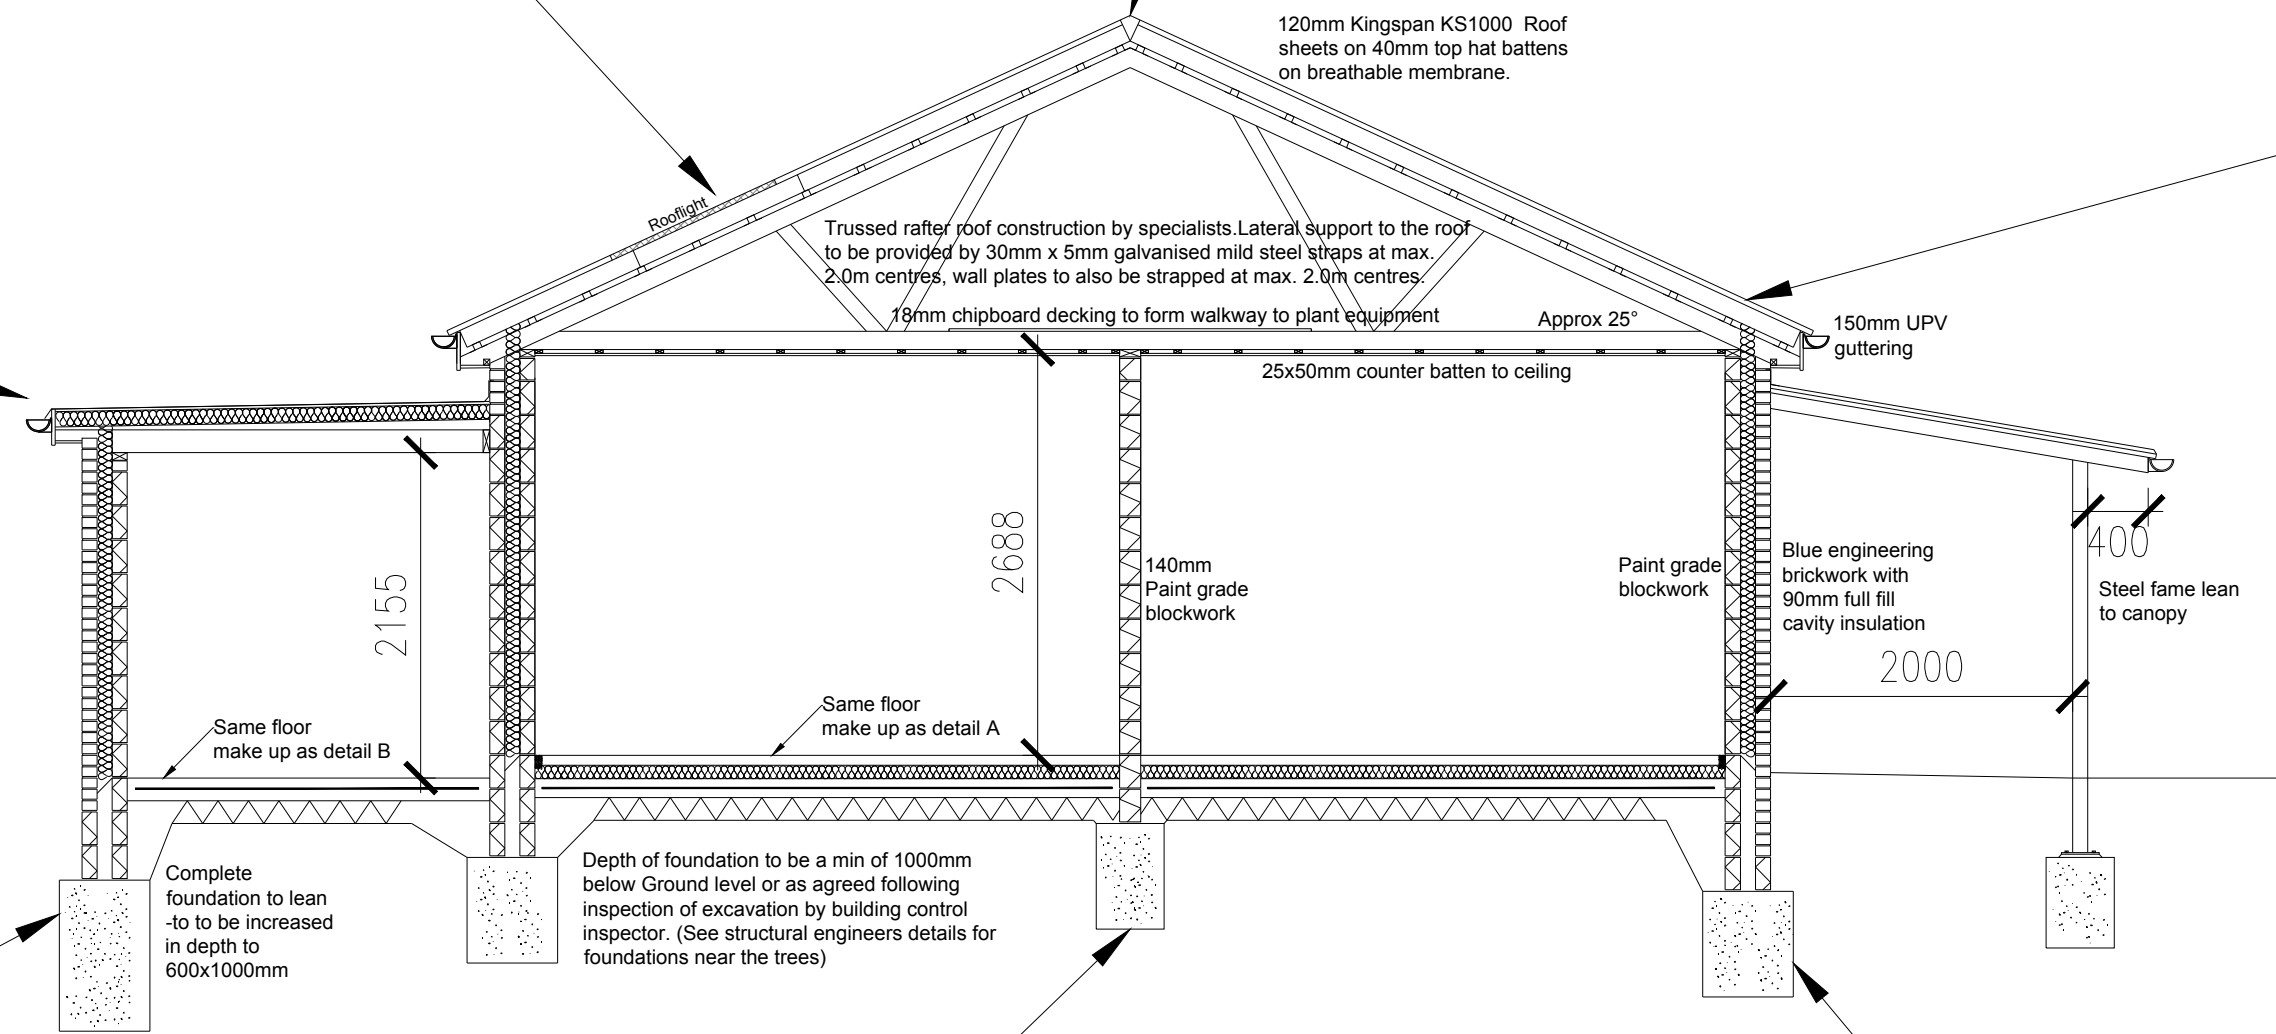 120mm Kingspan KS1000  Roof
sheets on 40mm top hat battens
on breathable membrane.
Rooflight
Trussed rafter roof construction by specialists.Lateral support to the roof
to be provided by 30mm x 5mm galvanised mild steel straps at max.
2.0m centres, wall plates to also be strapped at max. 2.0m centres.
18mm chipboard decking to form walkway to plant equipment
Approx 25°
150mm UPV
guttering
25x50mm counter batten to ceiling
2155
2688
140mm
Paint grade
blockwork
Paint grade
blockwork
Blue engineering
brickwork with
90mm full fill
cavity insulation
400
Steel fame lean
to canopy
2000
Same floor
make up as detail B
Same floor
make up as detail A
Complete
foundation to lean
-to to be increased
in depth to
600x1000mm
Depth of foundation to be a min of 1000mm
below Ground level or as agreed following
inspection of excavation by building control
inspector. (See structural engineers details for
foundations near the trees)